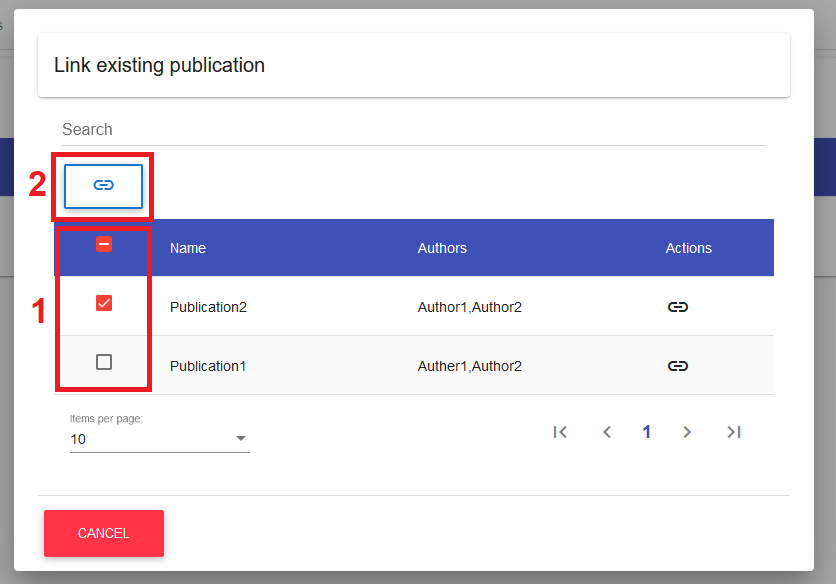 s
Link existing publication
Search
2
Name Authors Actions
1
Publication2 Author1,Author2
Publication1 Auther1,Author2
Items per page:
10
1
CANCEL